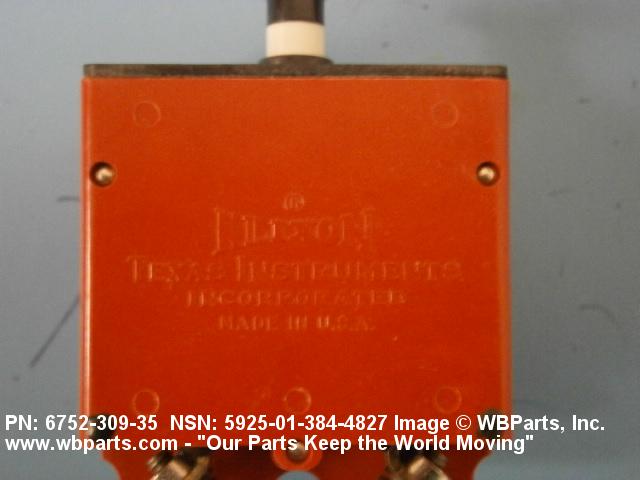 KLIXON
TEXAS INSTRUMENTS
INCORPORATED
MADE IN U.S.A.
PN: 6752-309-35 NSN: 5925-01-384-4827 Image © WBParts, Inc.
www.wbparts.com - "Our Parts Keep the World Moving"